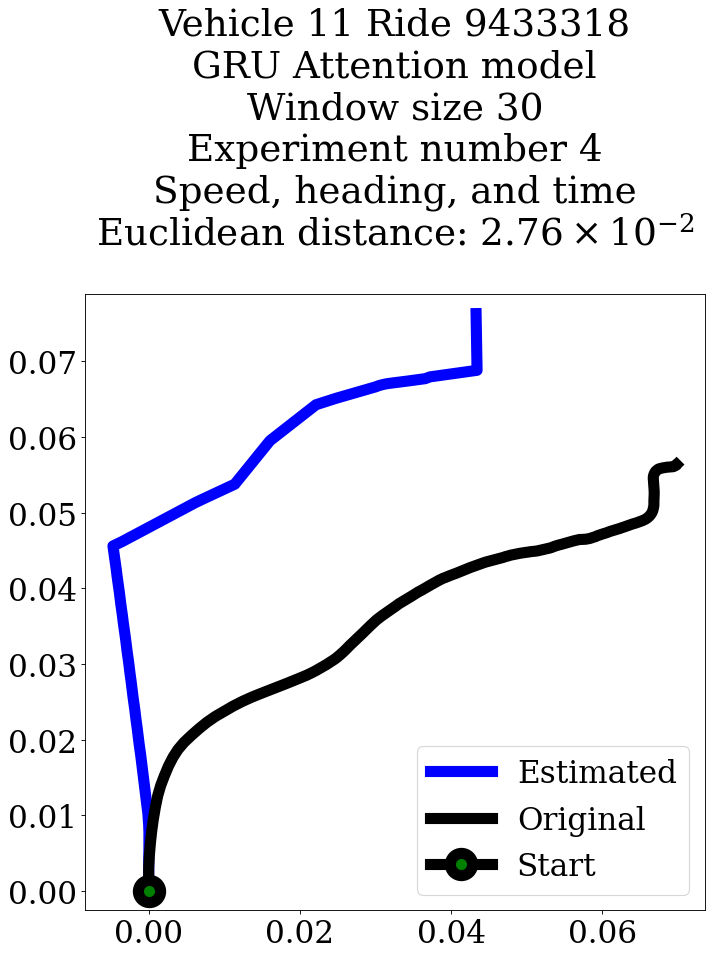 Vehicle 11 Ride 9433318
GRU Attention model
Window size 30
Experiment number 4
Speed, heading, and time
Euclidean distance: 2.76 × 10⁻²
0.07
0.06
0.05
0.04
0.03
0.02
0.01
0.00
Estimated
Original
Start
0.00 0.02 0.04 0.06